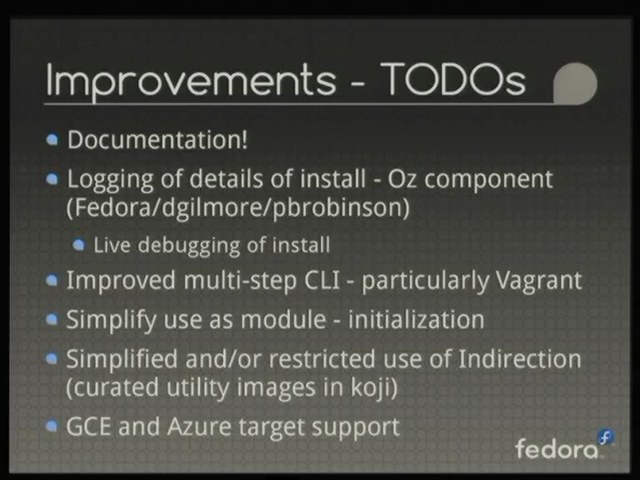 Improvements - TODOs
Documentation!
Logging of details of install - Oz component
(Fedora/dgilmore/pbrobinson)
Live debugging of install
Improved multi-step CLI - particularly Vagrant
Simplify use as module - initialization
Simplified and/or restricted use of Indirection
(curated utility images in koji)
GCE and Azure target support
fedora